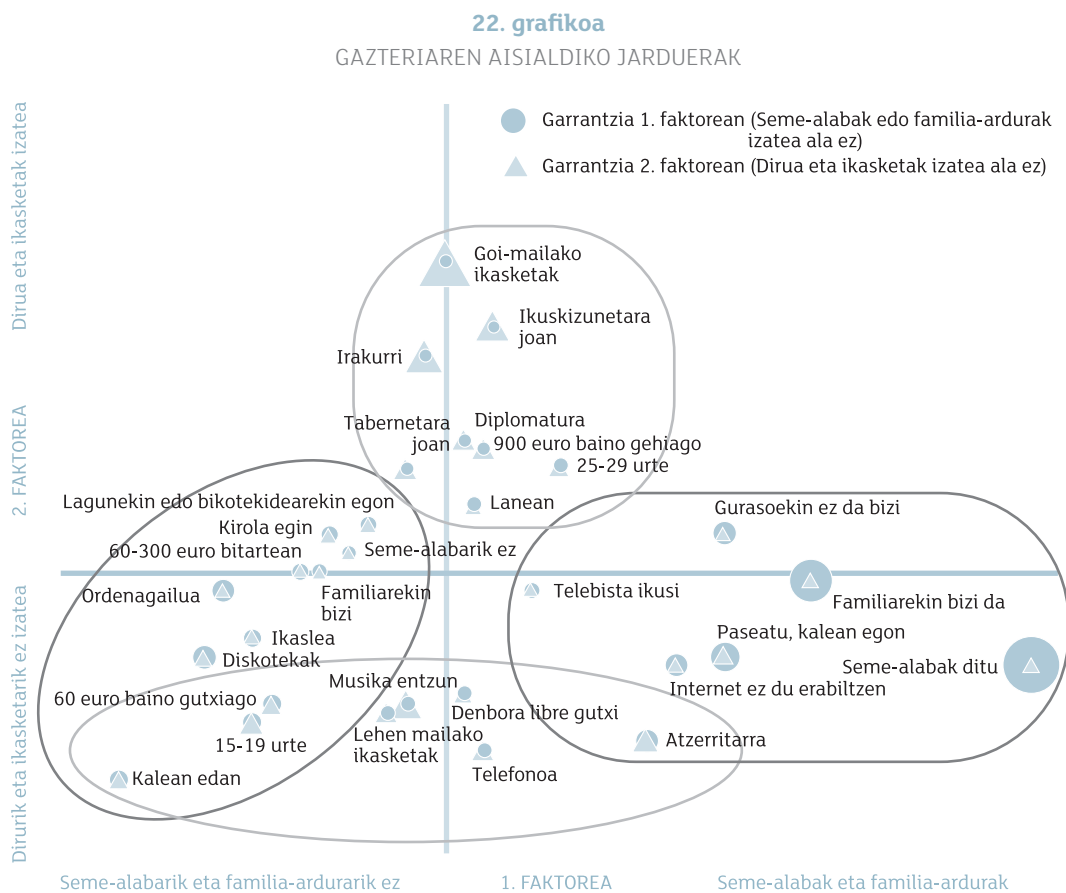 22. grafikoa
GAZTERIAREN AISIALDIKO JARDUERAK
Dirua eta ikasketak izatea
2. FAKTOREA
Dirurik eta ikasketarik ez izatea
Garrantzia 1. faktorean (Seme-alabak edo familia-ardurak
izatea ala ez)
Garrantzia 2. faktorean (Dirua eta ikasketak izatea ala ez)
Goi-mailako
ikasketak
Ikuskizunetara
joan
Irakurri
Tabernetara
joan
Diplomatura
900 euro baino gehiago
25-29 urte
Lanean
Lagunekin edo bikotekidearekin egon
Kirola egin
60-300 euro bitartean
Seme-alabarik ez
Ordenagailua
Familiarekin
bizi
Ikaslea
Diskotekak
60 euro baino gutxiago
15-19 urte
Kalean edan
Musika entzun
Lehen mailako
ikasketak
Denbora libre gutxi
Telefonoa
Gurasoekin ez da bizi
Telebista ikusi
Familiarekin bizi da
Paseatu, kalean egon
Seme-alabak ditu
Internet ez du erabiltzen
Atzerritarra
Seme-alabarik eta familia-ardurarik ez
1. FAKTOREA
Seme-alabak eta familia-ardurak